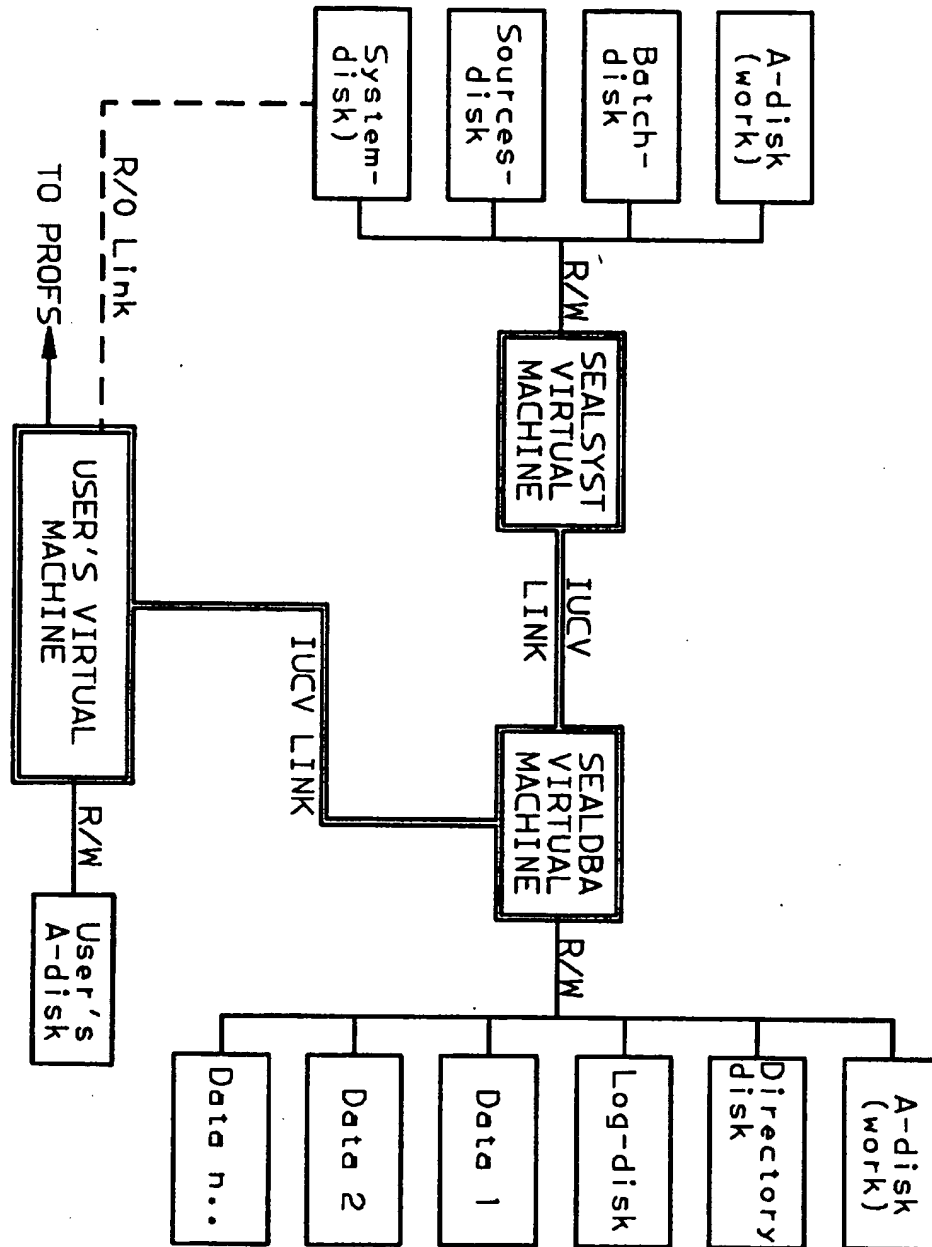 A-disk
(work)
Batch-
disk
Sources-
disk
System-
disk)
R/W
SEALSYST
VIRTUAL
MACHINE
IUCV
LINK
SEALDBA
VIRTUAL
MACHINE
R/W
A-disk
(work)
Directory
disk
Log-disk
Data 1
Data 2
Data n..
R/O Link
TO PROFS
IUCV LINK
USER'S VIRTUAL
MACHINE
R/W
User's
A-disk